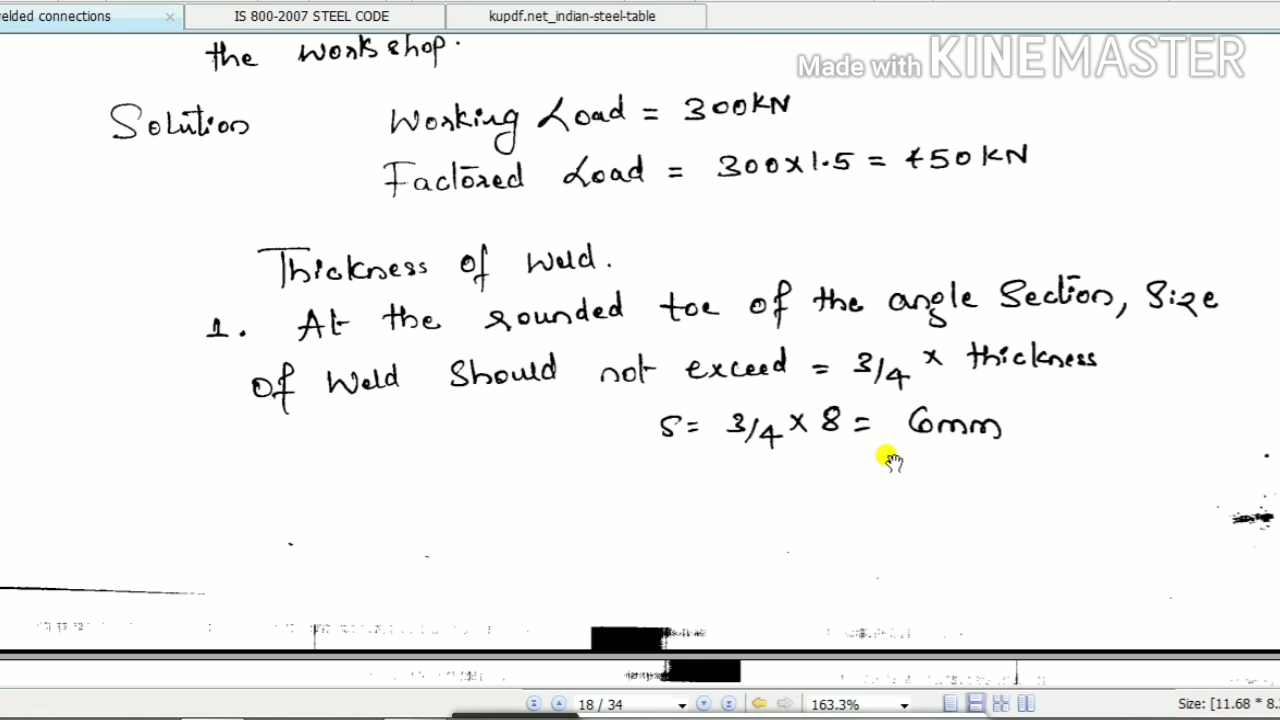 elded connections
IS 800-2007 STEEL CODE
kupdf.net_indian-steel-table
Made with KINEMASTER
the workshop.
Solution Working Load = 300KN
Factored Load = 300x1.5 = 450KN
Thickness of weld.
1. At the rounded toe of the angle Section, Size
of weld Should not exceed = 3/4 x thickness
S = 3/4 x 8 = 6mm
18 / 34
163.3%
Size: [11.68 * 8.